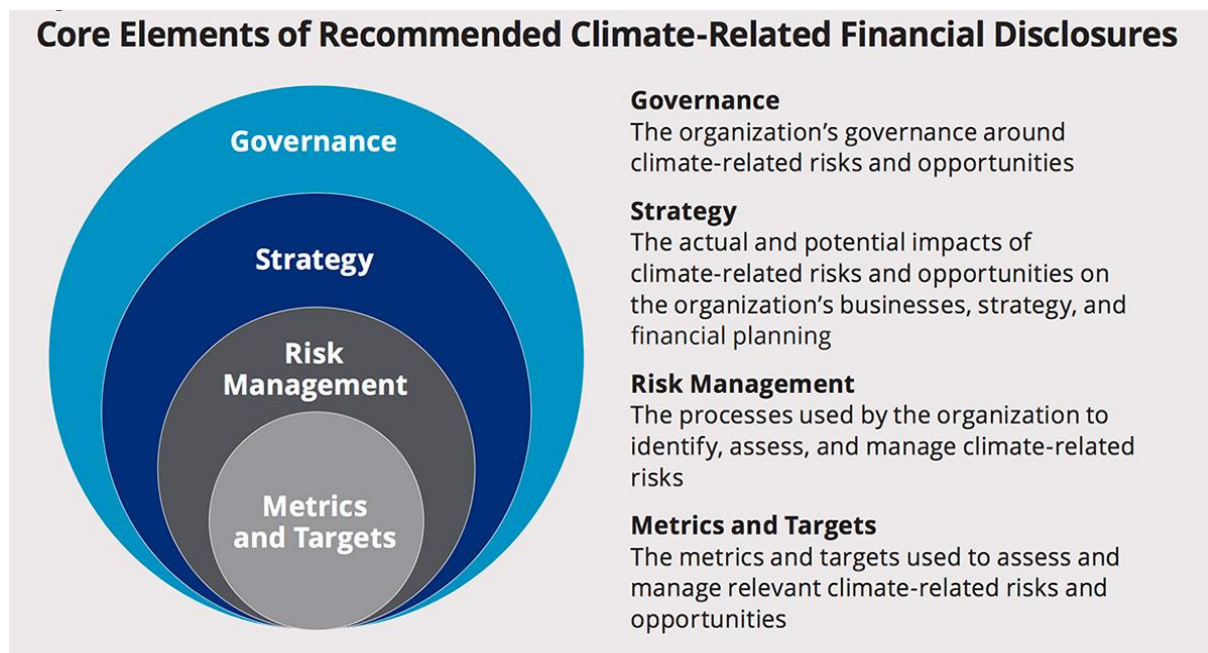 Core Elements of Recommended Climate-Related Financial Disclosures
Governance
Strategy
Risk
Management
Metrics
and Targets
Governance
The organization’s governance around
climate-related risks and opportunities
Strategy
The actual and potential impacts of
climate-related risks and opportunities on
the organization’s businesses, strategy, and
financial planning
Risk Management
The processes used by the organization to
identify, assess, and manage climate-related
risks
Metrics and Targets
The metrics and targets used to assess and
manage relevant climate-related risks and
opportunities